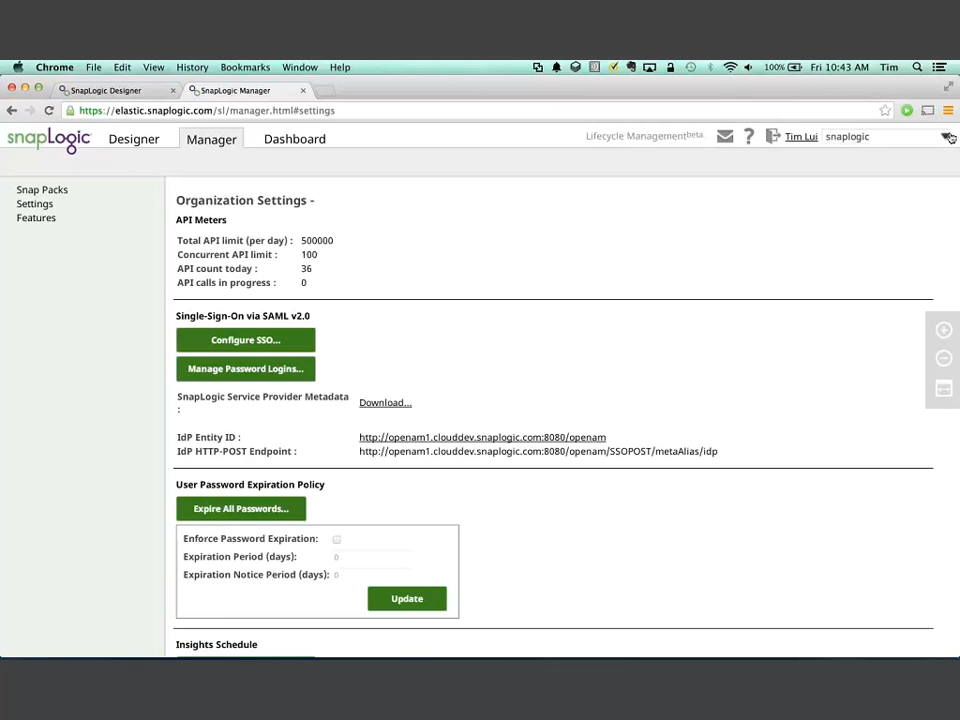 Chrome File Edit View History Bookmarks Window Help 100% Fri 10:43 AM Tim
SnapLogic Designer SnapLogic Manager
https://elastic.snaplogic.com/sl/manager.html#settings
snapLogic Designer Manager Dashboard Lifecycle Management beta ? Tim Lui snaplogic
Snap Packs
Settings
Features
Organization Settings -
API Meters
Total API limit (per day) : 500000
Concurrent API limit : 100
API count today : 36
API calls in progress : 0
Single-Sign-On via SAML v2.0
Configure SSO...
Manage Password Logins...
SnapLogic Service Provider Metadata
: Download...
IdP Entity ID : http://openam1.clouddev.snaplogic.com:8080/openam
IdP HTTP-POST Endpoint : http://openam1.clouddev.snaplogic.com:8080/openam/SSOPOST/metaAlias/idp
User Password Expiration Policy
Expire All Passwords...
Enforce Password Expiration:
Expiration Period (days): 0
Expiration Notice Period (days): 0
Update
Insights Schedule